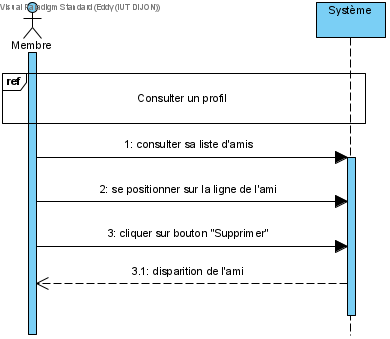 Visual Paradigm Standard (Eddy (IUT DIJON))
Système
Membre
ref
Consulter un profil
1: consulter sa liste d'amis
2: se positionner sur la ligne de l'ami
3: cliquer sur bouton "Supprimer"
3.1: disparition de l'ami